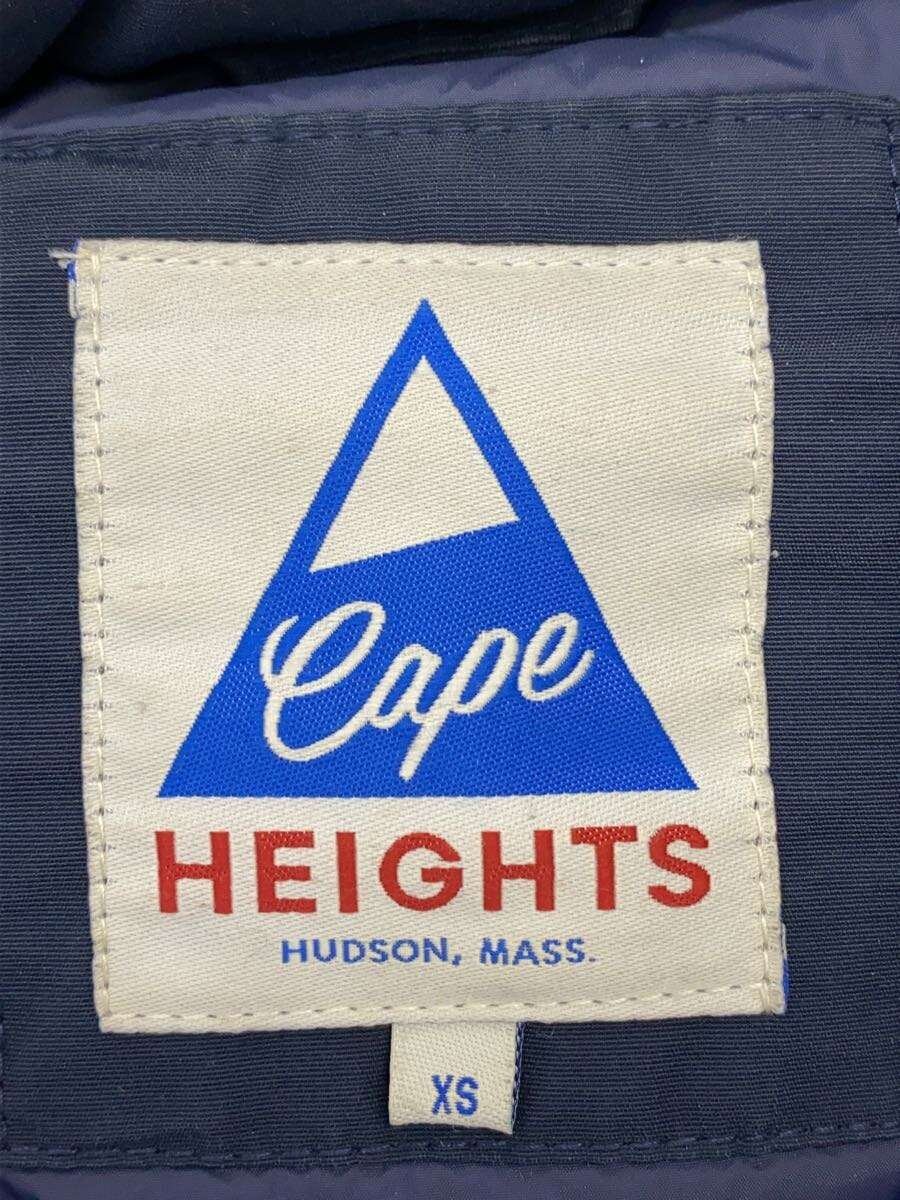 Cape
HEIGHTS
HUDSON, MASS.
XS